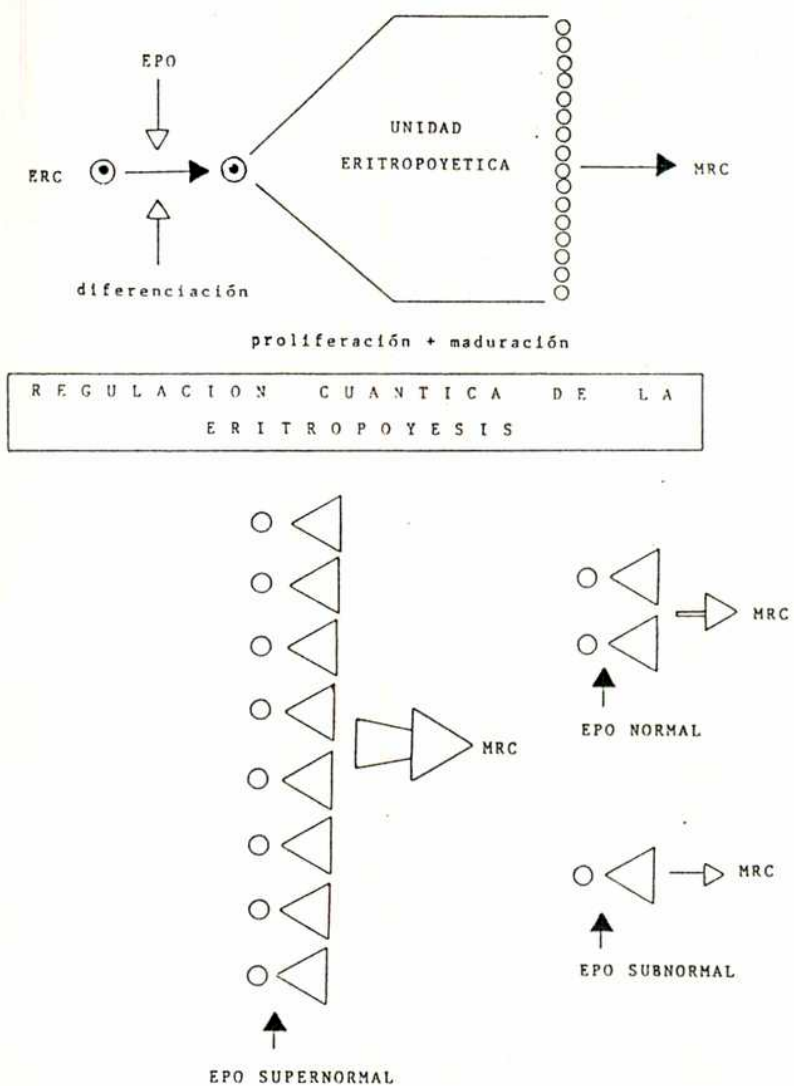 EPO
UNIDAD
ERITROPOYETICA
ERC
MRC
diferenciación
proliferación + maduración
REGULACION CUANTICA DE LA
ERITROPOYESIS
MRC
EPO NORMAL
MRC
MRC
EPO SUBNORMAL
EPO SUPERNORMAL